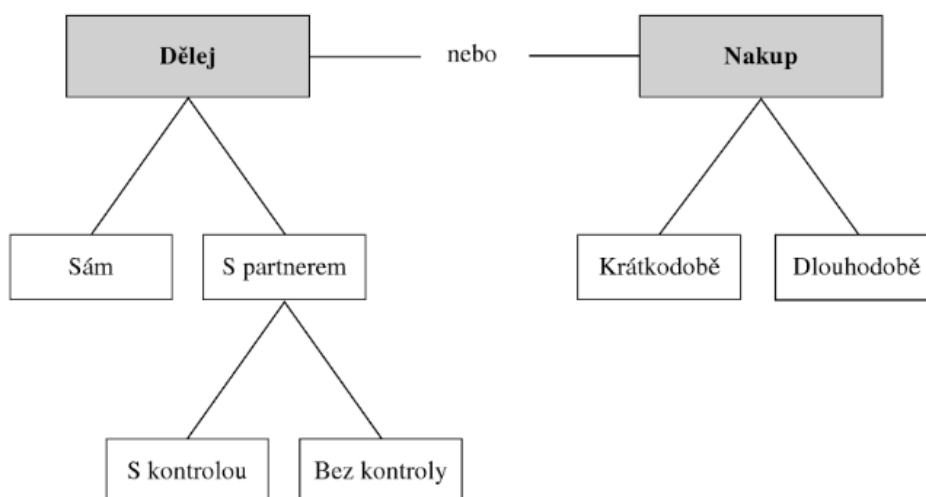 Dělej
nebo
Nakup
Sám
S partnerem
Krátkodobě
Dlouhodobě
S kontrolou
Bez kontroly